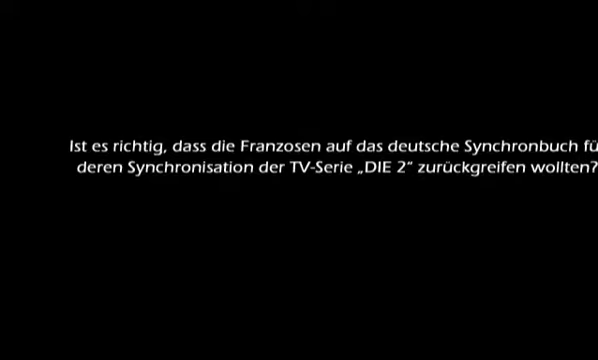 Ist es richtig, dass die Franzosen auf das deutsche Synchronbuch fü
deren Synchronisation der TV-Serie „DIE 2“ zurückgreifen wollten?